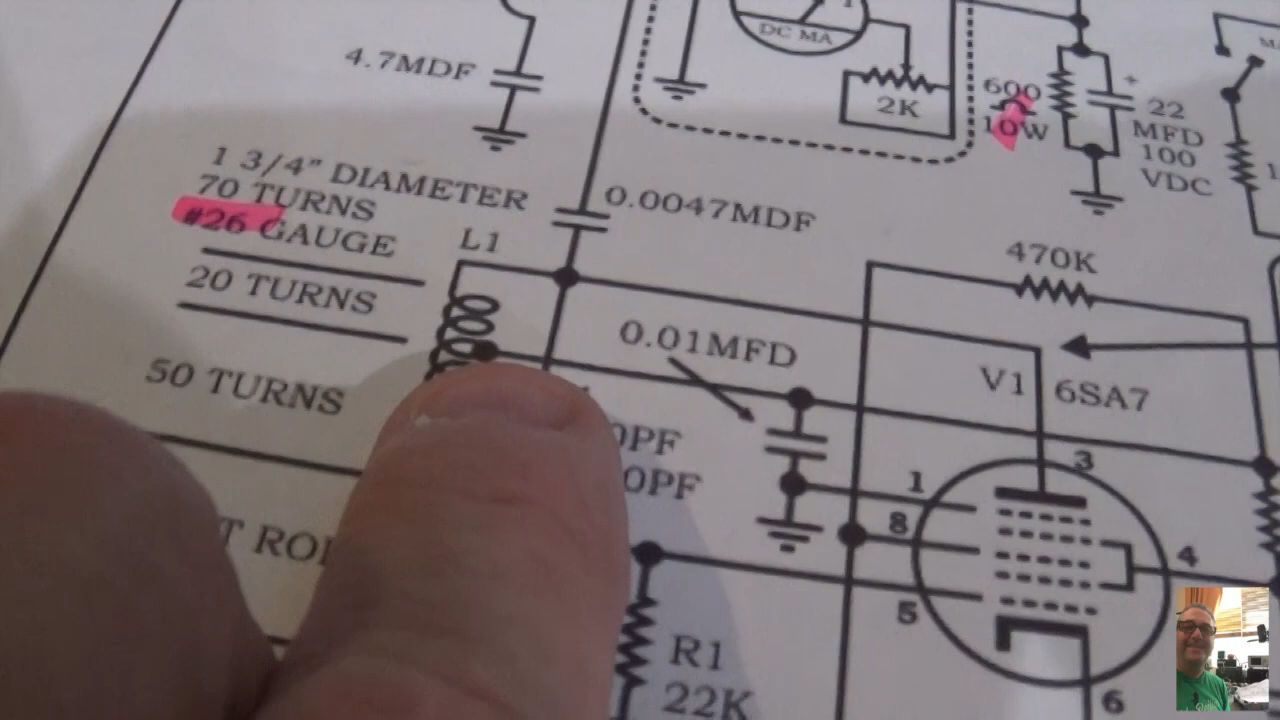 DC MA
4.7MDF
2K
600
10W
+
22
MFD
100
VDC
1 3/4" DIAMETER
70 TURNS
#26 GAUGE
20 TURNS
50 TURNS
L1
0.0047MDF
470K
0.01MFD
V1
6SA7
0PF
0PF
1
8
5
3
4
6
R1
22K